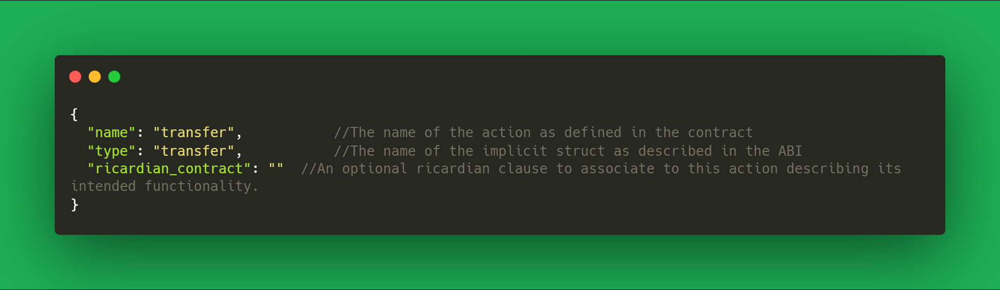 {
  "name": "transfer",           //The name of the action as defined in the contract
  "type": "transfer",           //The name of the implicit struct as described in the ABI
  "ricardian_contract": ""  //An optional ricardian clause to associate to this action describing its
intended functionality.
}